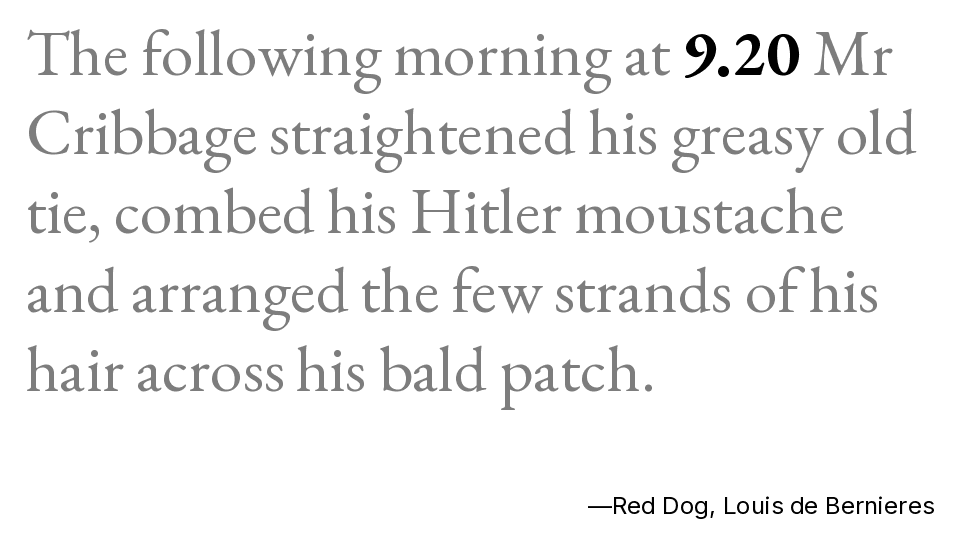 The following morning at 9.20 Mr
Cribbage straightened his greasy old
tie, combed his Hitler moustache
and arranged the few strands of his
hair across his bald patch.
—Red Dog, Louis de Bernieres